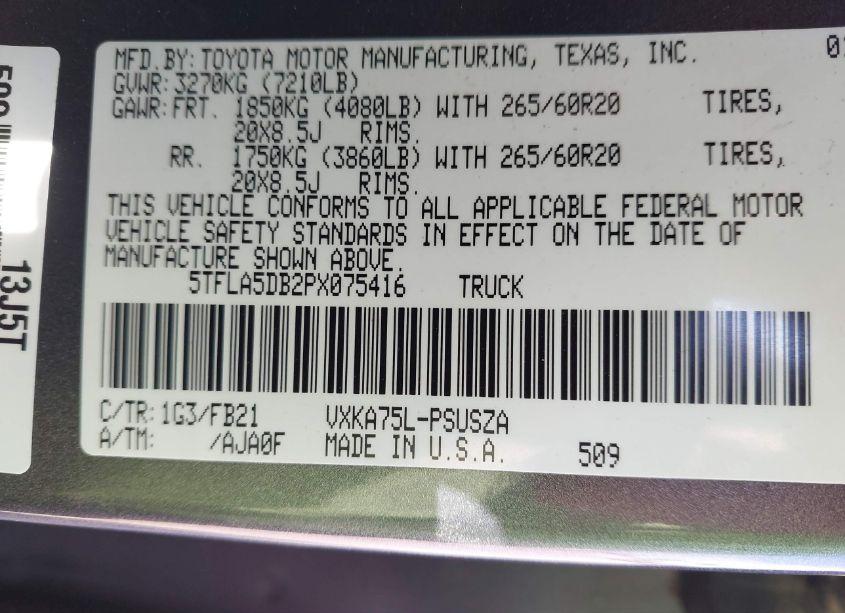 MFD.BY: TOYOTA MOTOR MANUFACTURING, TEXAS, INC. 01
GVWR: 3270KG (7210LB)
GAWR: FRT. 1850KG (4080LB) WITH 265/60R20 TIRES,
20X8.5J RIMS.
RR. 1750KG (3860LB) WITH 265/60R20 TIRES,
20X8.5J RIMS.
THIS VEHICLE CONFORMS TO ALL APPLICABLE FEDERAL MOTOR
VEHICLE SAFETY STANDARDS IN EFFECT ON THE DATE OF
MANUFACTURE SHOWN ABOVE.
5TFLA5DB2PX075416 TRUCK
C/TR: 1G3/FB21 VXKA75L-PSUSZA
A/TM: /AJA0F MADE IN U.S.A. 509
13J5T